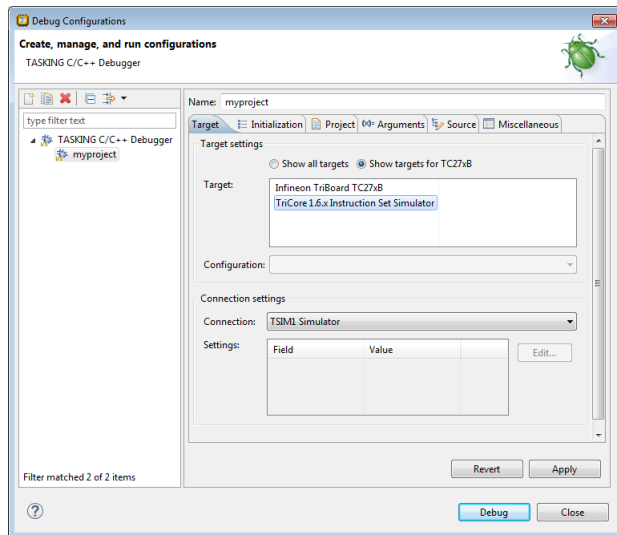 Debug Configurations
Create, manage, and run configurations
TASKING C/C++ Debugger
type filter text
TASKING C/C++ Debugger
myproject
Filter matched 2 of 2 items
Name: myproject
Target Initialization Project (x)= Arguments Source Miscellaneous
Target settings
Show all targets Show targets for TC27xB
Target: Infineon TriBoard TC27xB
TriCore 1.6.x Instruction Set Simulator
Configuration:
Connection settings
Connection: TSIM1 Simulator
Settings: Field Value Edit...
Revert Apply
? Debug Close